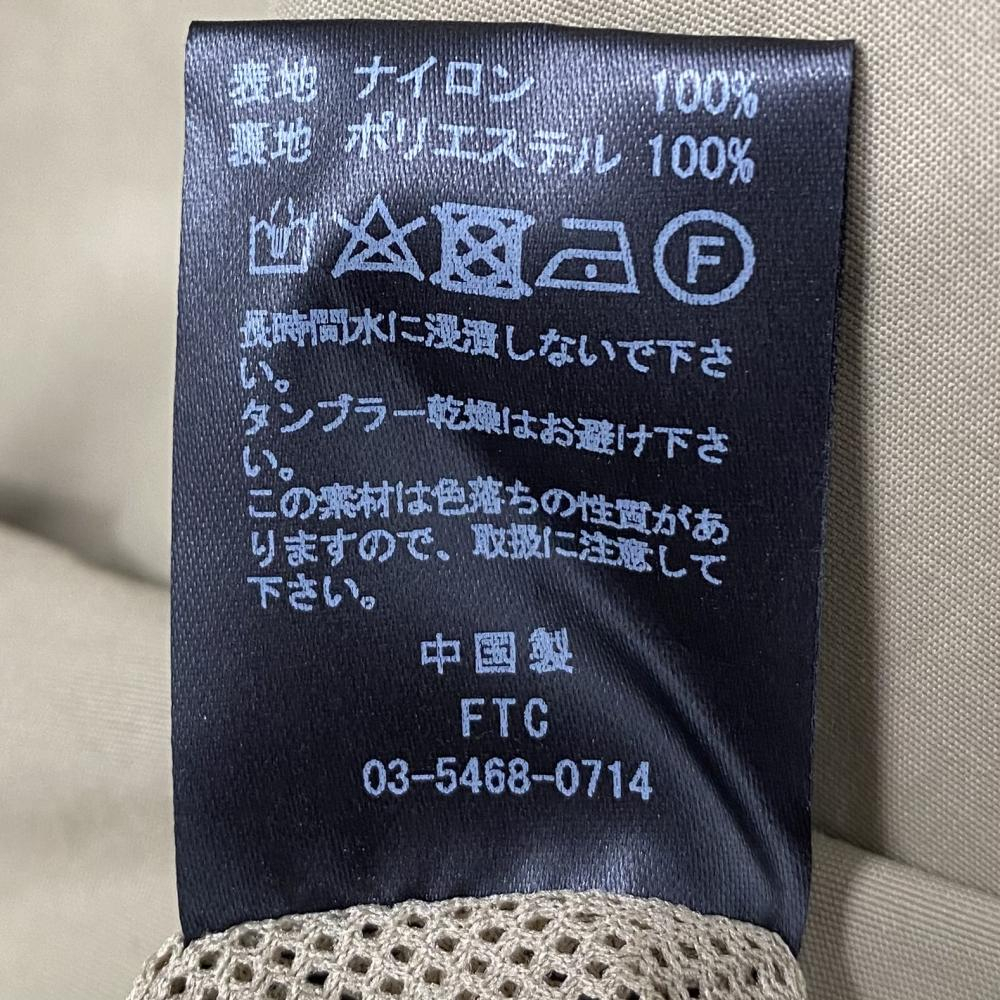 表地 ナイロン 100%
裏地 ポリエステル 100%
F
長時間水に浸漬しないで下さ
い。
タンブラー乾燥はお避け下さ
い。
この素材は色落ちの性質があ
りますので、取扱に注意して
下さい。
中国製
FTC
03-5468-0714